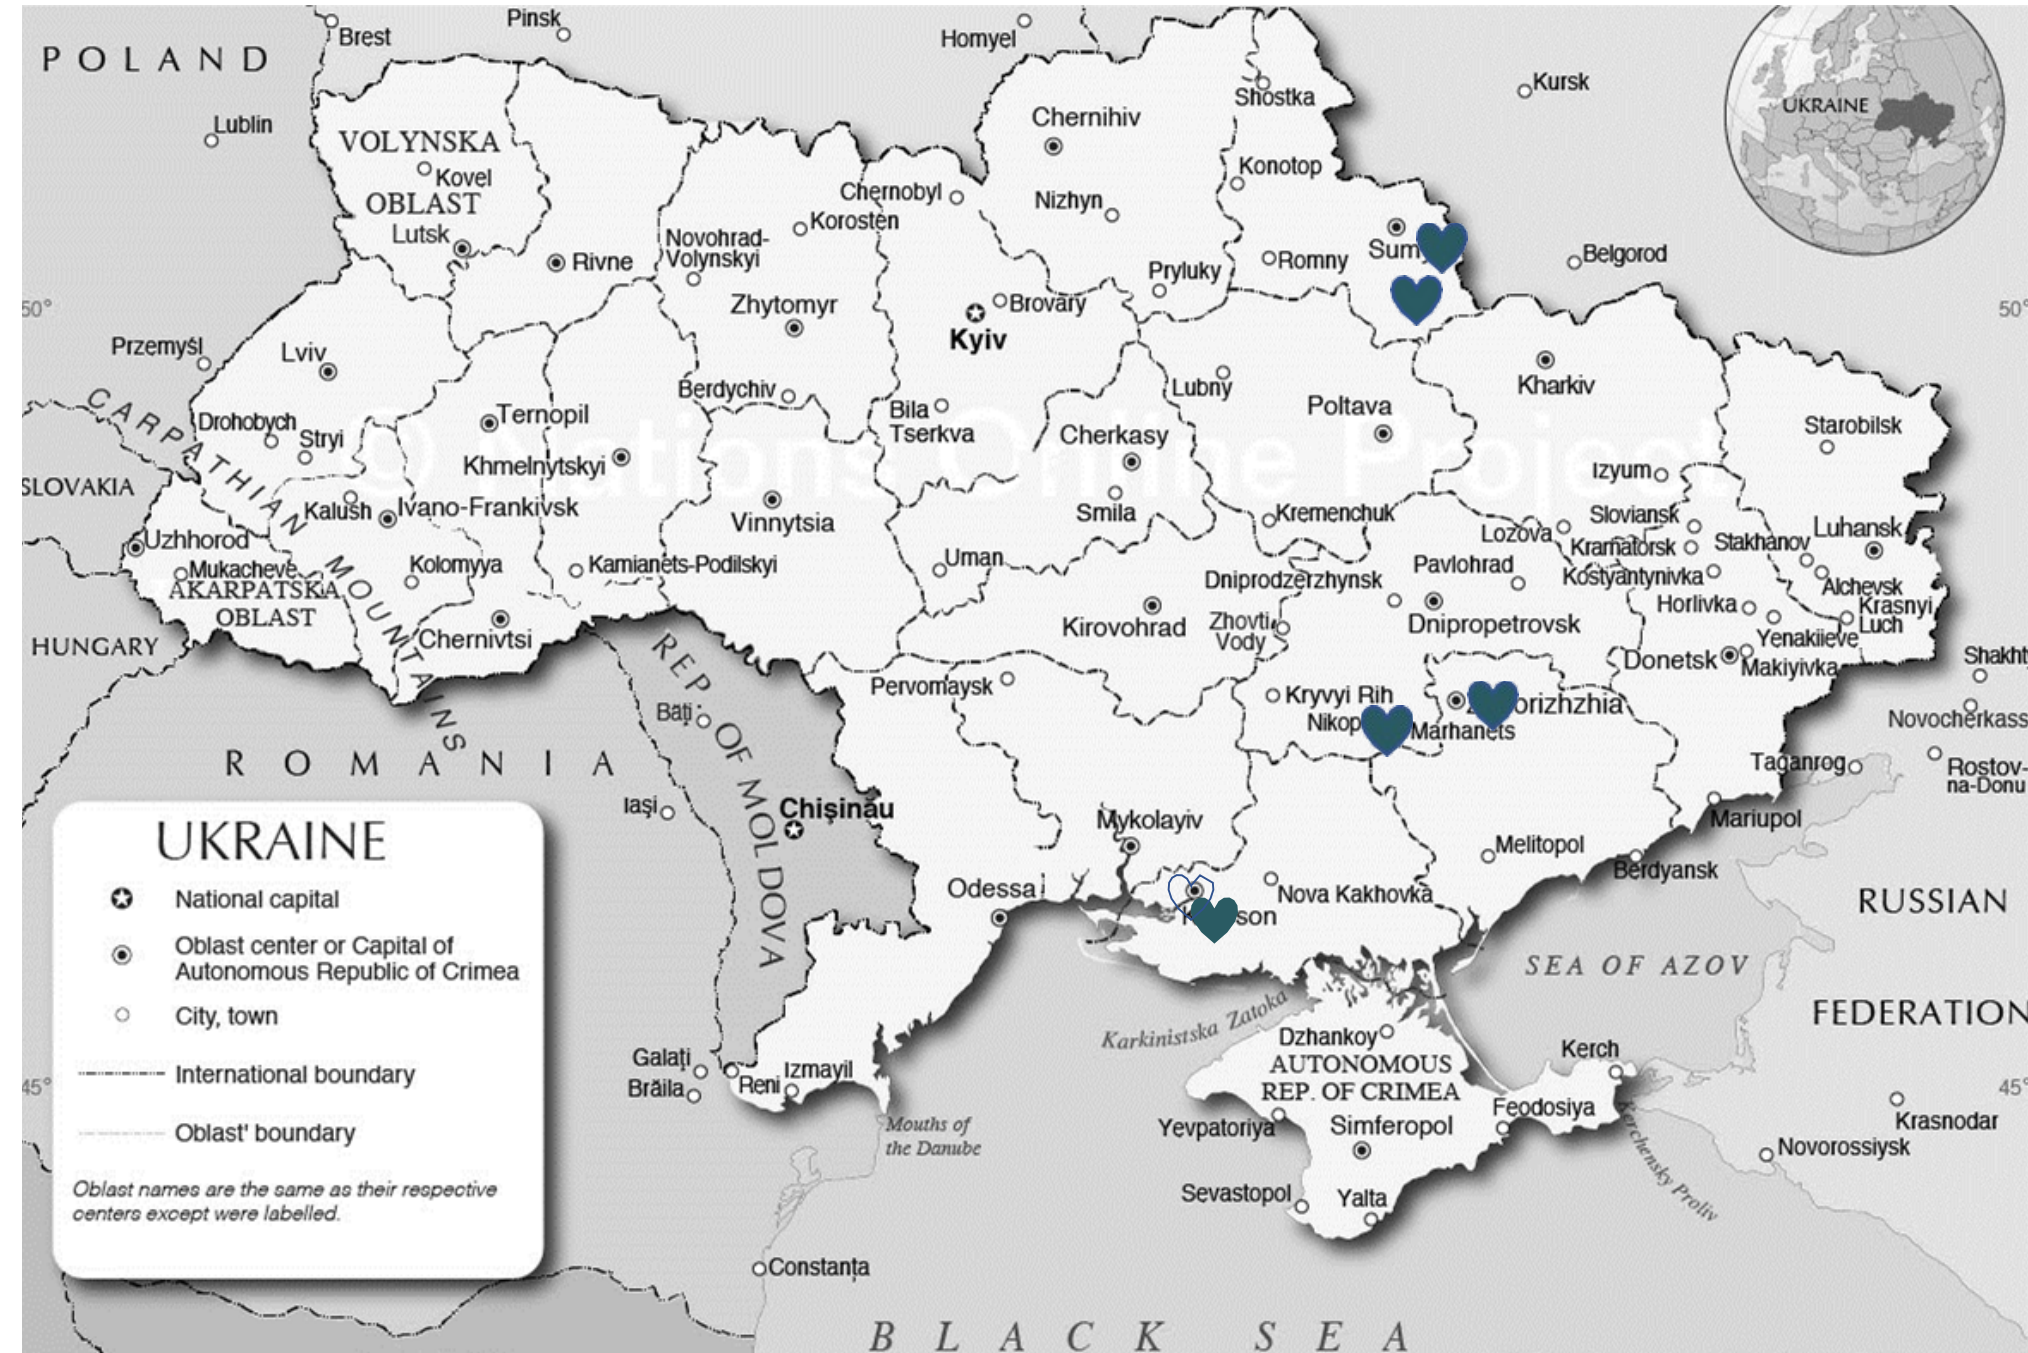 POLAND
Brest
Pinsk
Homyel
Kursk
UKRAINE
Lublin
VOLYNSKA
Kovel
OBLAST
Lutsk
Rivne
Novohrad-
Volynskyi
Korosten
Chernobyl
Chernihiv
Nizhyn
Shostka
Konotop
Romny
Pryluky
Belgorod
50°
50°
Przemyśl
Lviv
Zhytomyr
Brovary
Kyiv
Berdychiv
Bila
Tserkva
Lubny
Poltava
Kharkiv
Starobilsk
CARPATHIAN MOUNTAINS
Drohobych
Stryi
Ternopil
Khmelnytskyi
© Nations Online Project
Cherkasy
Izyum
SLOVAKIA
Kalush
Ivano-Frankivsk
Vinnytsia
Smila
Kremenchuk
Lozova
Sloviansk
Kramatorsk
Stakhanov
Luhansk
Uzhhorod
Mukacheve
AKARPATSKA
OBLAST
Kolomyya
Kamianets-Podilskyi
Uman
Dniprodzerzhynsk
Pavlohrad
Kostyantynivka
Alchevsk
Horlivka
Krasnyi
Luch
HUNGARY
Chernivtsi
Kirovohrad
Zhovti
Vody
Dnipropetrovsk
Yenakiieve
Donetsk
Makiyivka
Shakht
REP. OF MOLDOVA
Băți
Pervomaysk
Kryvyi Rih
Marhanets
Novocherkass
ROMANIA
Taganrog
Rostov-
na-Donu
Iaşi
Chișinău
Mykolayiv
Mariupol
Melitopol
Berdyansk
Odessa
Nova Kakhovka
RUSSIAN
FEDERATION
SEA OF AZOV
Karkinistska Zatoka
Dzhankoy
AUTONOMOUS
REP. OF CRIMEA
Kerch
Galaţi
Brăila
Reni
Izmayil
45°
45°
Yevpatoriya
Simferopol
Feodosiya
Kerchensky Proliv
Krasnodar
Novorossiysk
Mouths of
the Danube
Sevastopol
Yalta
Constanţa
BLACK SEA
UKRAINE
National capital
Oblast center or Capital of
Autonomous Republic of Crimea
City, town
International boundary
Oblast' boundary
Oblast names are the same as their respective
centers except were labelled.